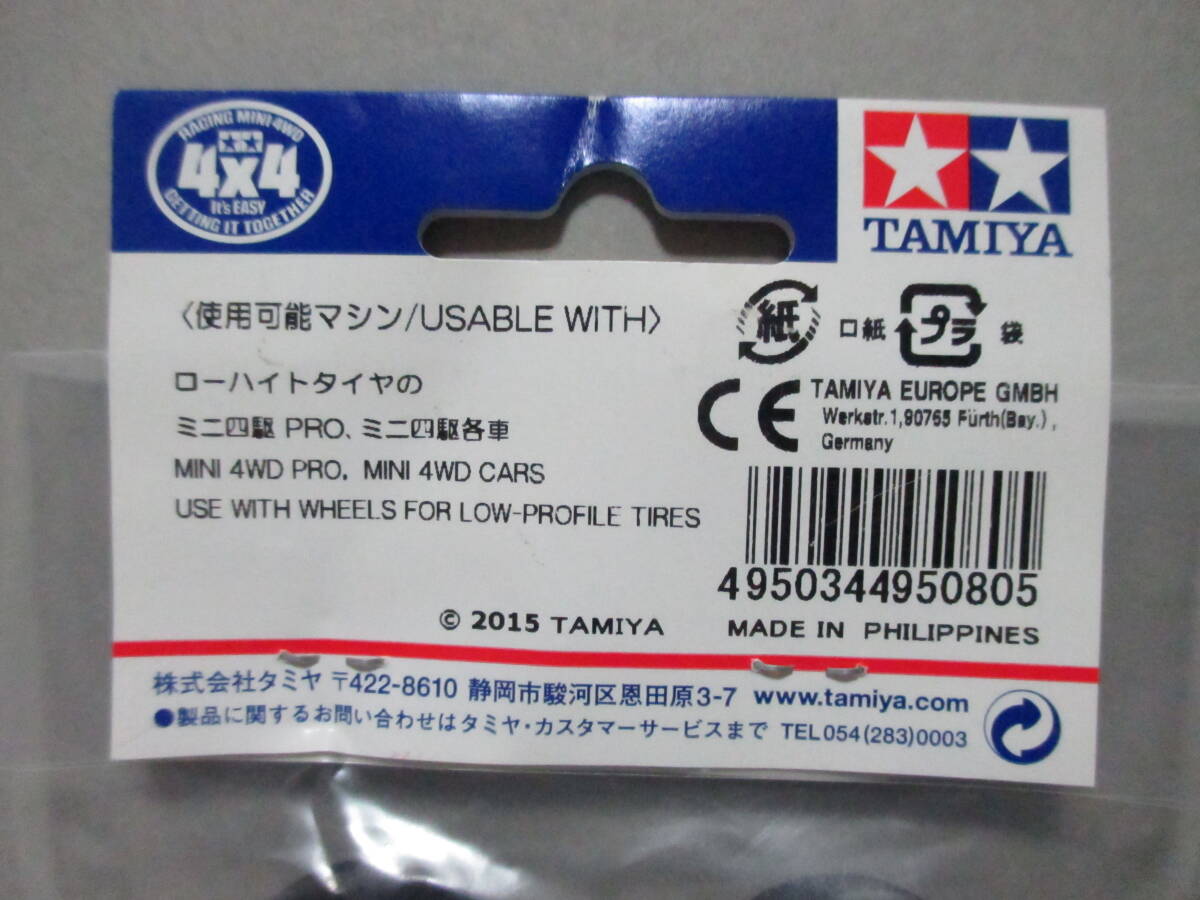 RACING MINI 4WD
4x4
It's EASY
GETTING IT TOGETHER
TAMIYA
〈使用可能マシン/USABLE WITH〉
ローハイトタイヤの
ミニ四駆 PRO、ミニ四駆各車
MINI 4WD PRO, MINI 4WD CARS
USE WITH WHEELS FOR LOW-PROFILE TIRES
紙 口紙 プラ 袋
CE TAMIYA EUROPE GMBH
Werkstr.1,90765 Fürth(Bay.),
Germany
4950344950805
© 2015 TAMIYA MADE IN PHILIPPINES
株式会社タミヤ 〒422-8610 静岡市駿河区恩田原3-7 www.tamiya.com
●製品に関するお問い合わせはタミヤ・カスタマーサービスまで TEL054(283)0003